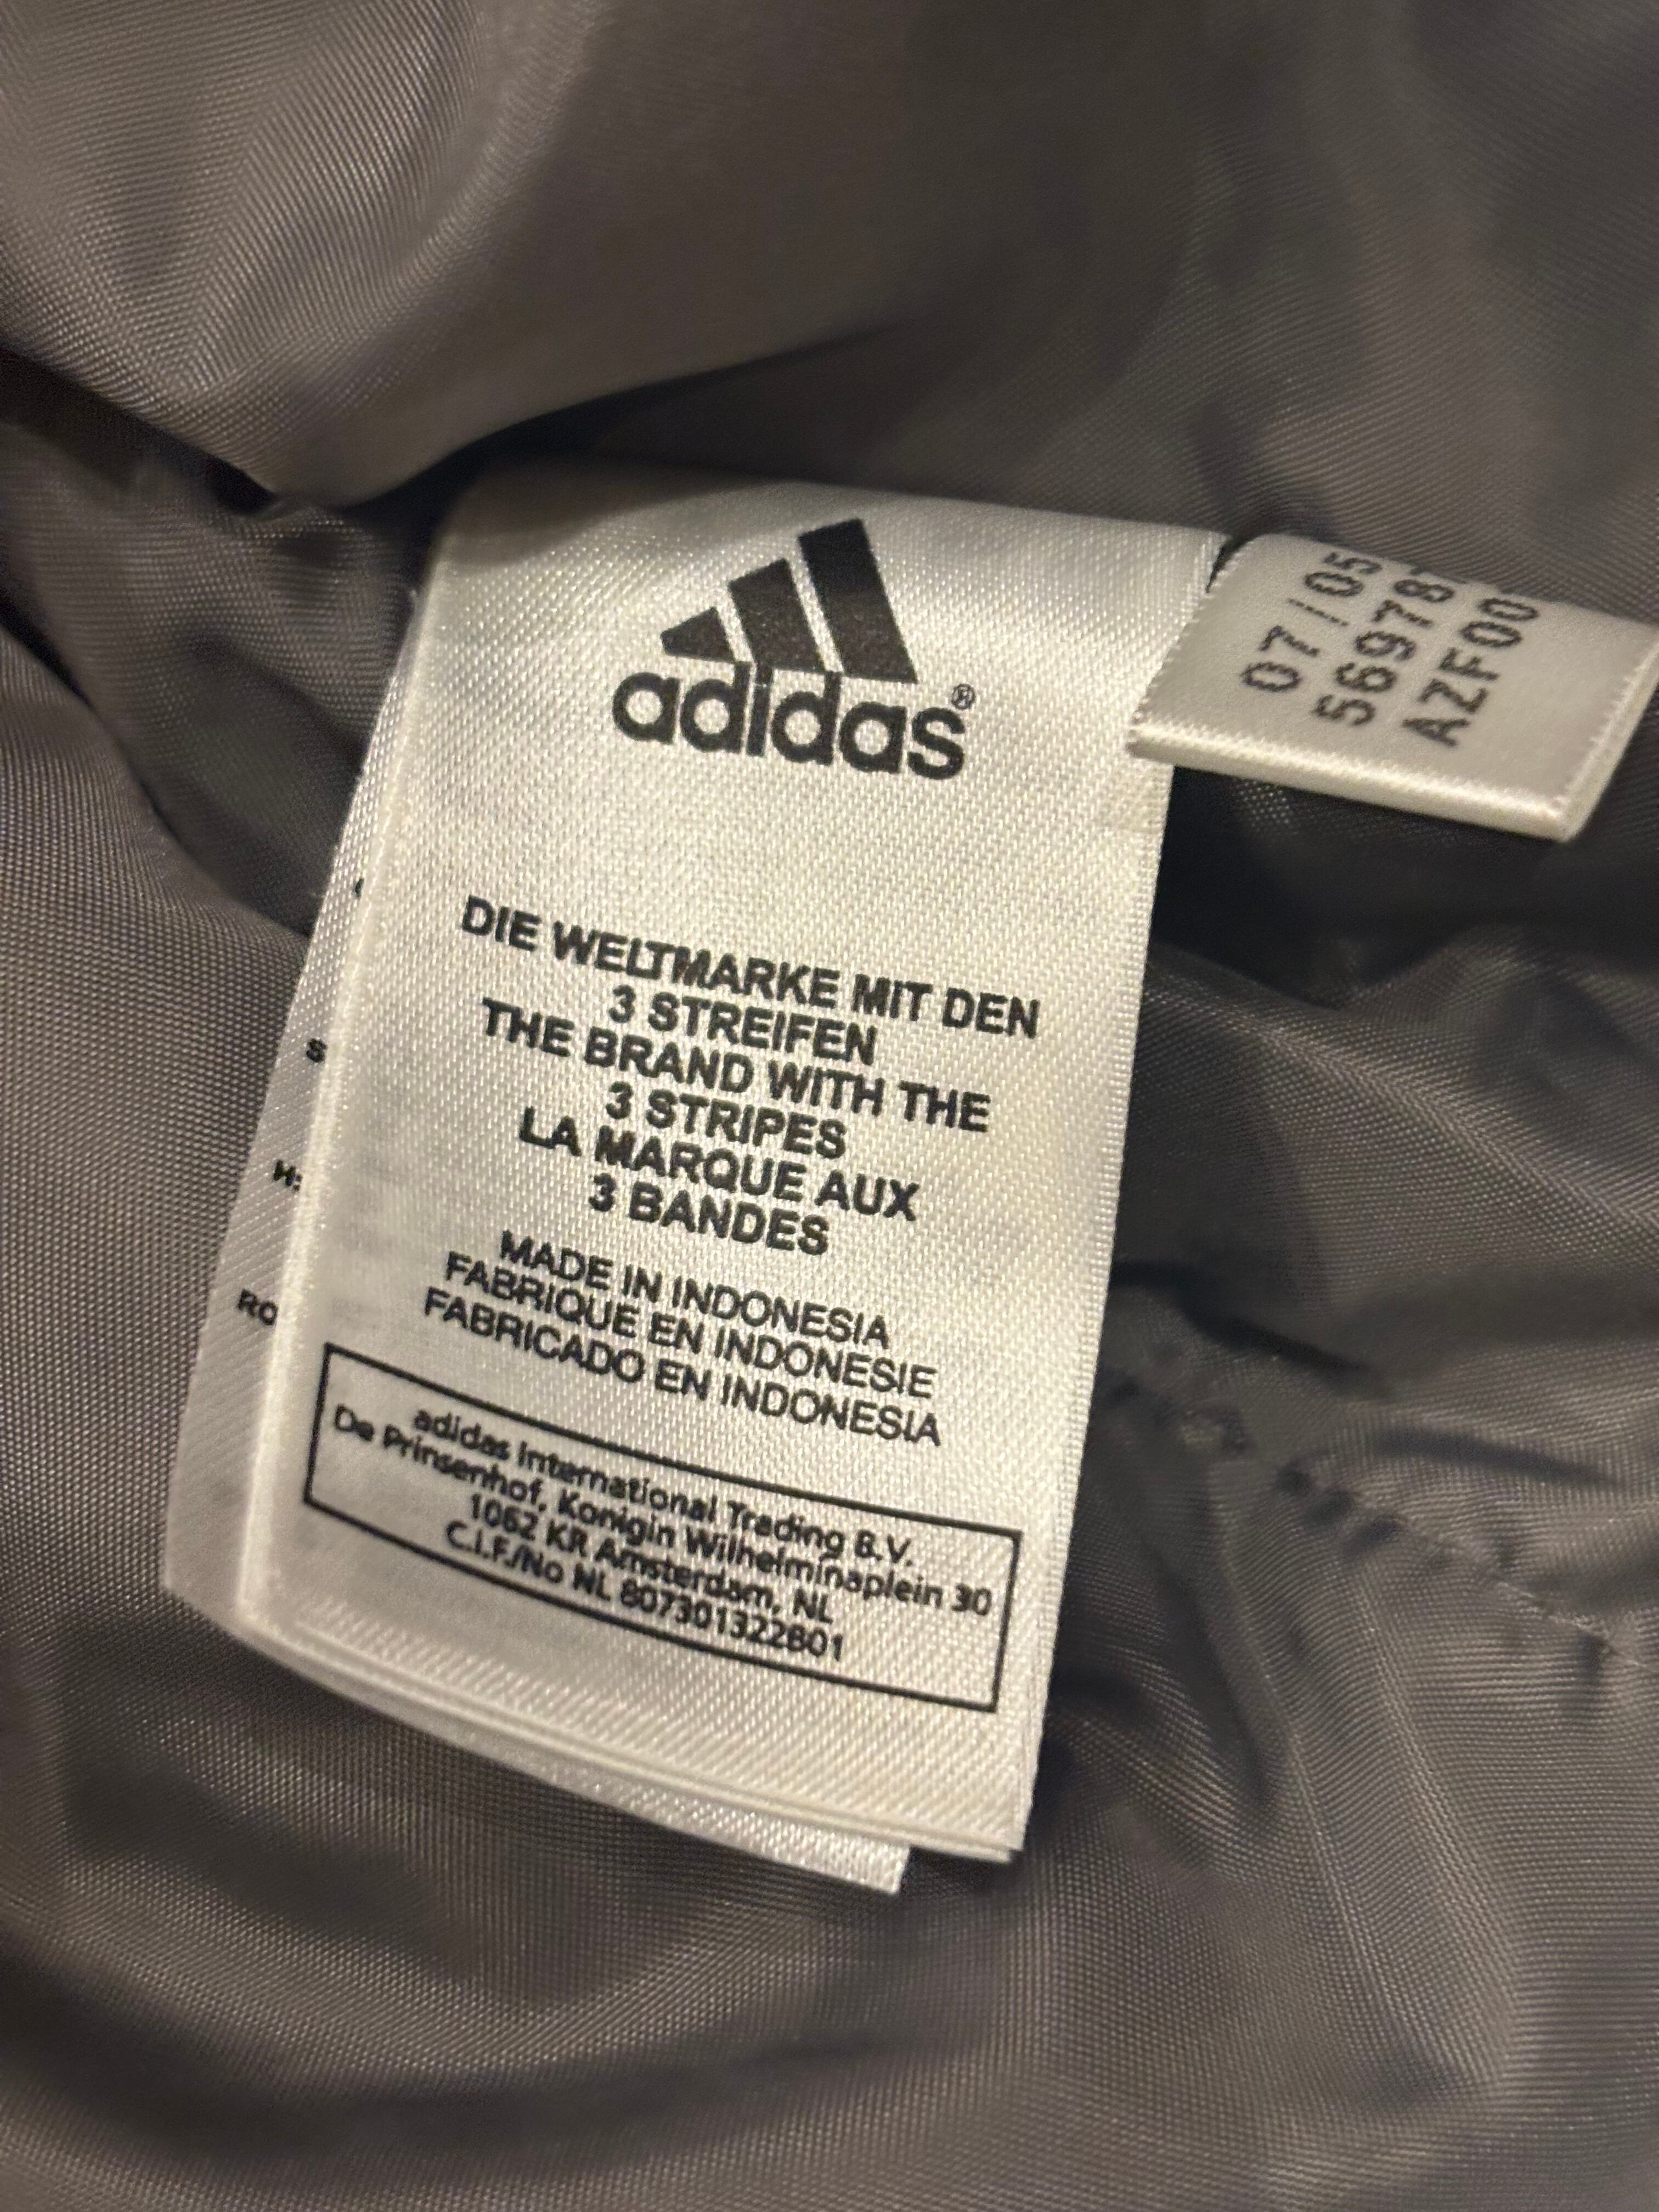 adidas®
DIE WELTMARKE MIT DEN
3 STREIFEN
THE BRAND WITH THE
3 STRIPES
LA MARQUE AUX
3 BANDES
MADE IN INDONESIA
FABRIQUE EN INDONESIE
FABRICADO EN INDONESIA
adidas International Trading B.V.
De Prinsenhof, Konigin Wilhelminaplein 30
1062 KR Amsterdam, NL
C.I.F./No NL 807301322B01
07/05
56978
AZF00
S
H:
RO